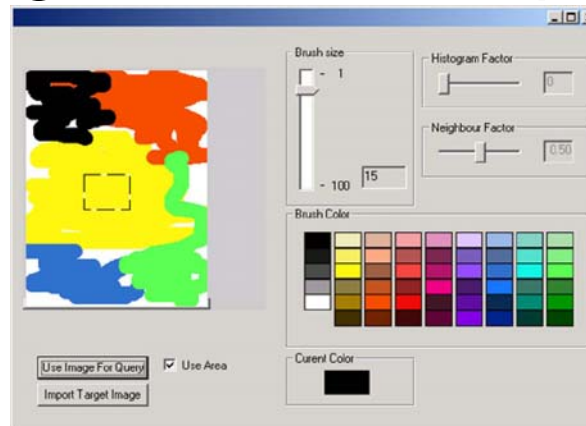 Brush size
1
100
15
Histogram Factor
0
Neighbour Factor
0.50
Brush Color
Use Image For Query
Use Area
Import Target Image
Curent Color